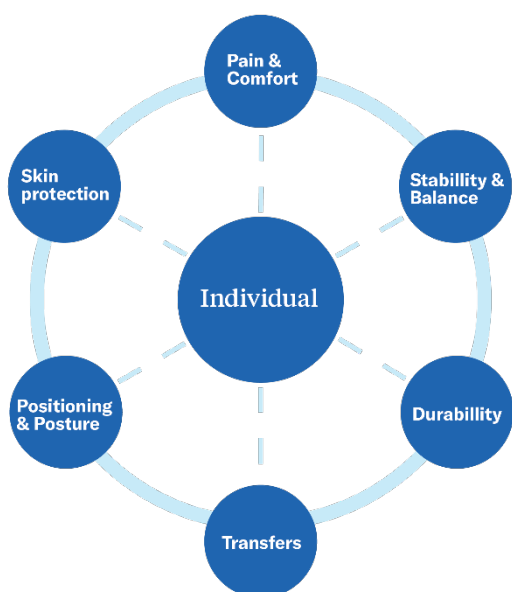 Pain &
Comfort
Stabillity &
Balance
Durabillity
Transfers
Positioning
& Posture
Skin
protection
Individual